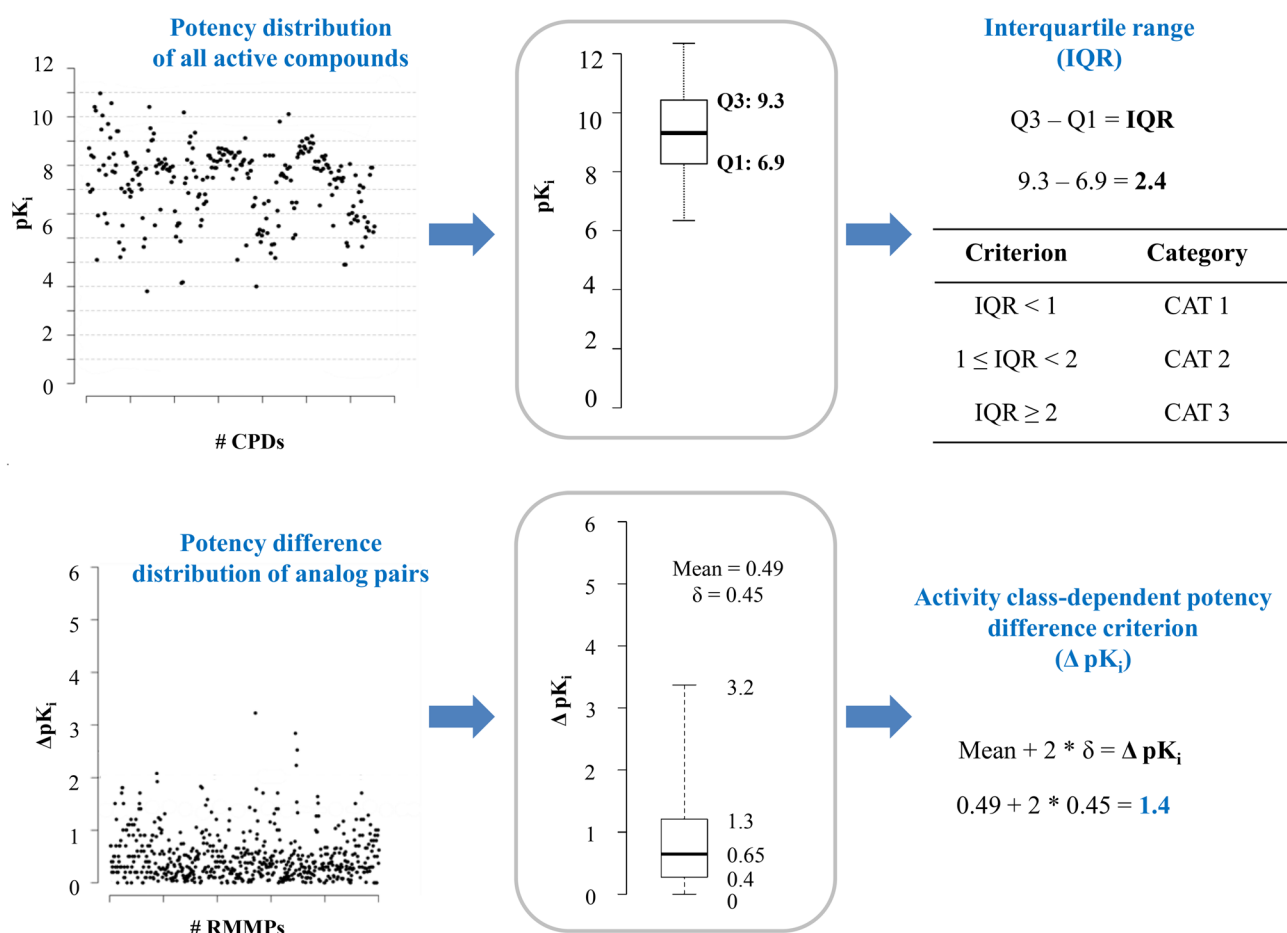 Potency distribution
of all active compounds
12
10
8
6
4
2
0
pKi
# CPDs
12
10
8
6
4
2
0
pKi
Q3: 9.3
Q1: 6.9
Interquartile range
(IQR)
Q3 – Q1 = IQR
9.3 – 6.9 = 2.4
Criterion Category
IQR < 1 CAT 1
1 ≤ IQR < 2 CAT 2
IQR ≥ 2 CAT 3
Potency difference
distribution of analog pairs
6
5
4
3
2
1
0
ΔpKi
# RMMPs
6
5
4
3
2
1
0
Δ pKi
Mean = 0.49
δ = 0.45
3.2
1.3
0.65
0.4
0
Activity class-dependent potency
difference criterion
(Δ pKi)
Mean + 2 * δ = Δ pKi
0.49 + 2 * 0.45 = 1.4